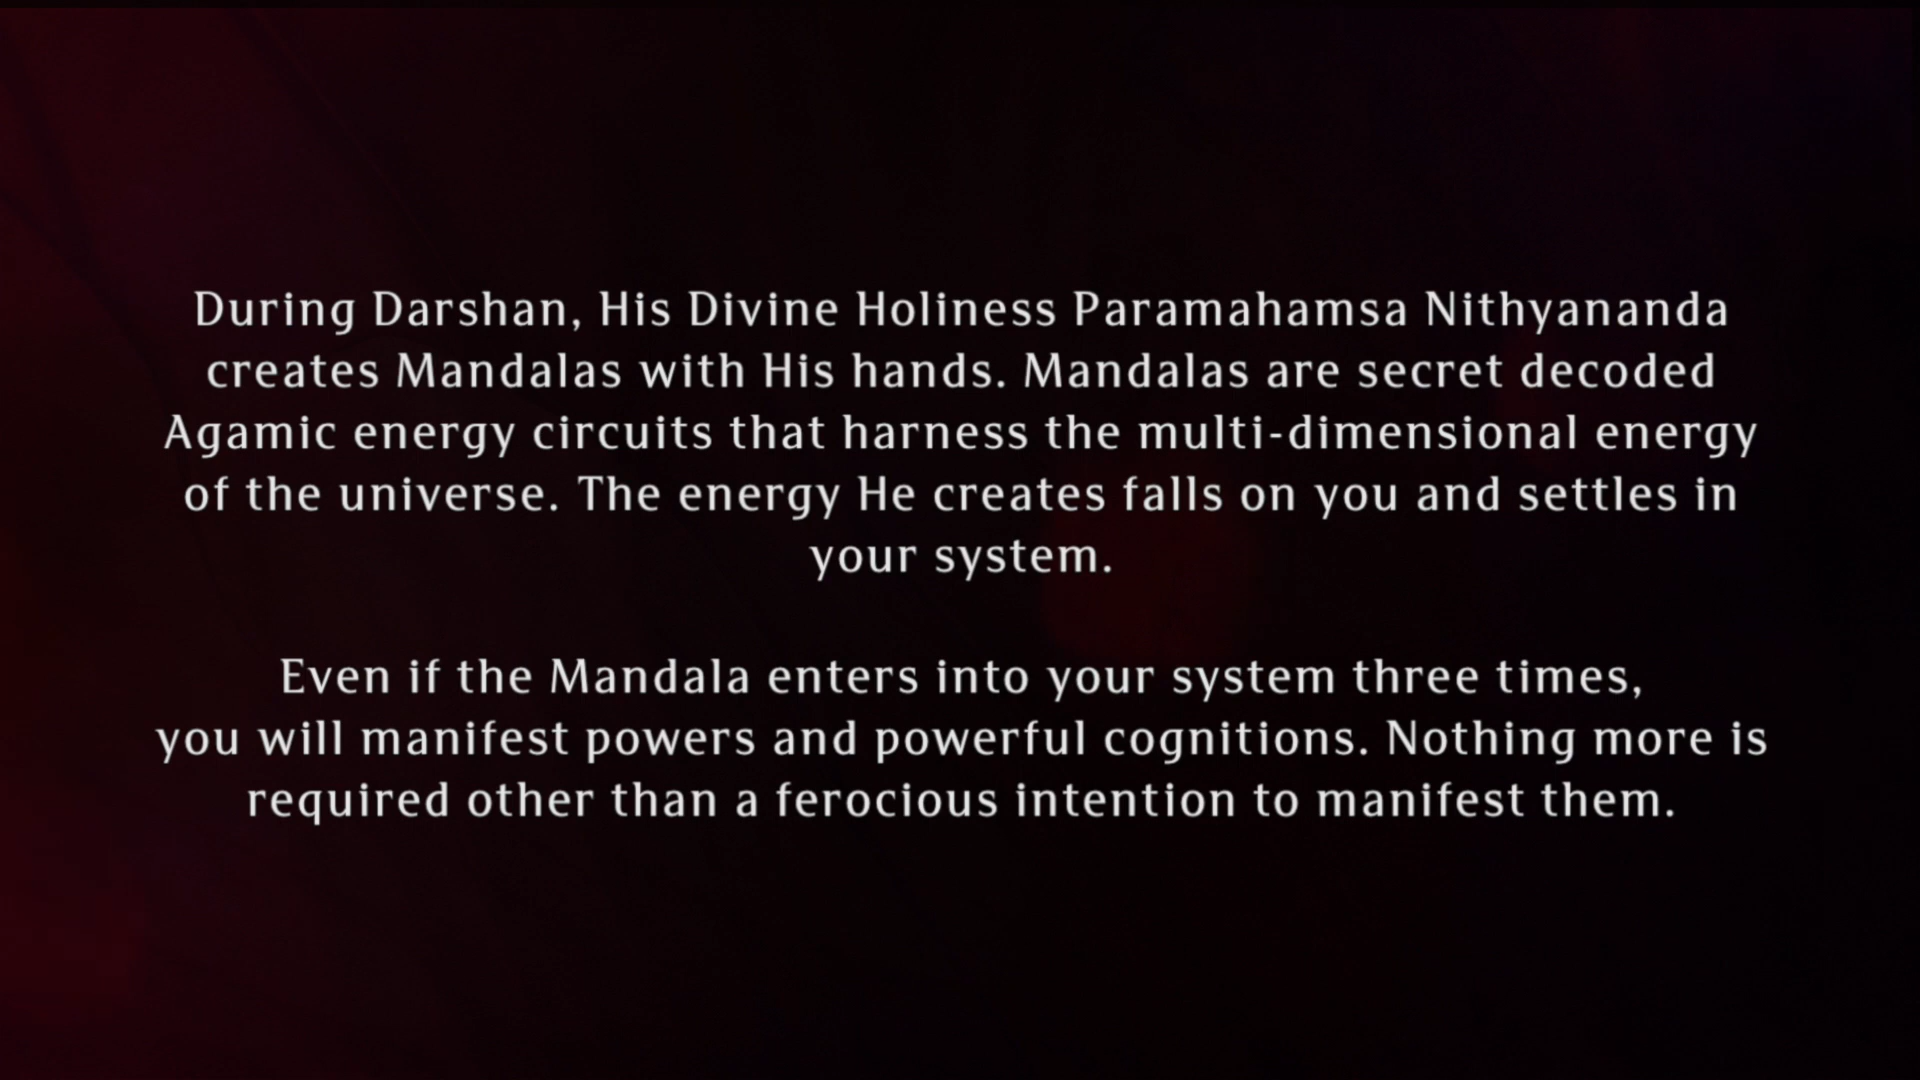 During Darshan, His Divine Holiness Paramahamsa Nithyananda
creates Mandalas with His hands. Mandalas are secret decoded
Agamic energy circuits that harness the multi-dimensional energy
of the universe. The energy He creates falls on you and settles in
your system.
Even if the Mandala enters into your system three times,
you will manifest powers and powerful cognitions. Nothing more is
required other than a ferocious intention to manifest them.